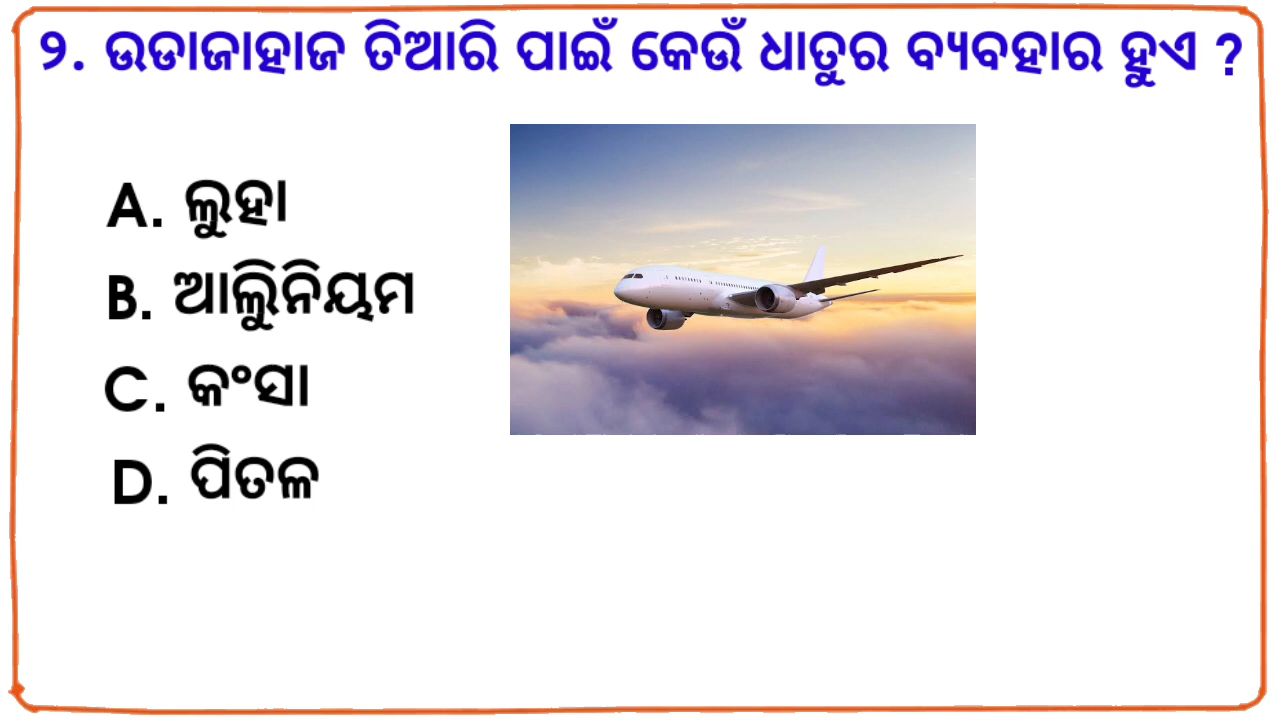 ୨. ଉଡାଜାହାଜ ତିଆରି ପାଇଁ କେଉଁ ଧାତୁର ବ୍ୟବହାର ହୁଏ ?
A. ଲୁହା
B. ଆଲୁିନିୟମ
C. କଂସା
D. ପିତଳ